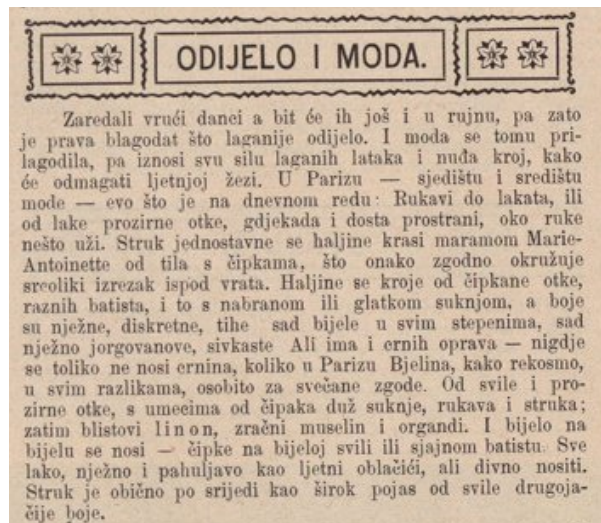 ODIJELO I MODA.
Zaredali vrući danci a bit će ih još i u rujnu, pa zato
je prava blagodat što laganije odijelo. I moda se tomu pri-
lagodila, pa iznosi svu silu laganih lataka i nuđa kroj, kako
će odmagati ljetnjoj žezi. U Parizu — sjedištu i središtu
mode — evo što je na dnevnom redu: Rukavi do lakata, ili
od lake prozirne otke, gdjekada i dosta prostrani, oko ruke
nešto uži. Struk jednostavne se haljine krasi maramom Marie-
Antoinette od tila s čipkama, što onako zgodno okružuje
srcoliki izrezak ispod vrata. Haljine se kroje od čipkane otke,
raznih batista, i to s nabranom ili glatkom suknjom, a boje
su nježne, diskretne, tihe sad bijele u svim stepenima, sad
nježno jorgovanove, sivkaste Ali ima i crnih oprava — nigdje
se toliko ne nosi crnina, koliko u Parizu Bjelina, kako rekosmo,
u svim razlikama, osobito za svečane zgode. Od svile i pro-
zirne otke, s umecima od čipaka duž suknje, rukava i struka;
zatim blistovi linon, zračni muselin i organdi. I bijelo na
bijelu se nosi — čipke na bijeloj svili ili sjajnom batistu. Sve
lako, nježno i pahuljavo kao ljetni oblačići, ali divno nositi.
Struk je obično po srijedi kao širok pojas od svile drugoja-
čije boje.